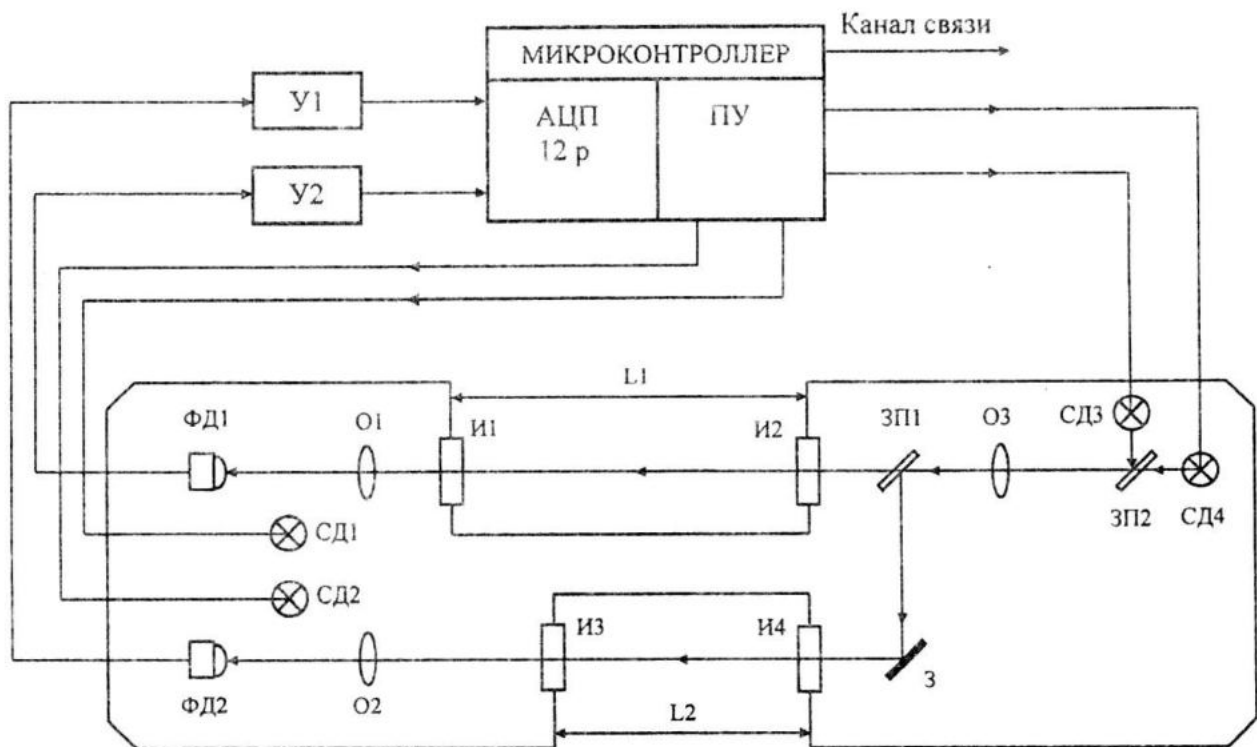 Канал связи
МИКРОКОНТРОЛЛЕР
У1
АЦП
12 р
ПУ
У2
L1
ФД1
О1
И1
И2
ЗП1
О3
СД3
ЗП2
СД4
СД1
СД2
И3
И4
З
ФД2
О2
L2